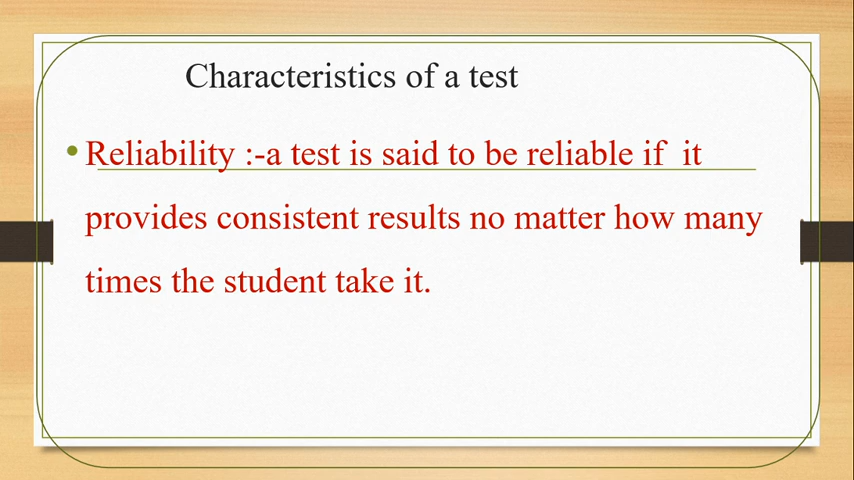 Characteristics of a test
• Reliability :-a test is said to be reliable if  it
provides consistent results no matter how many
times the student take it.